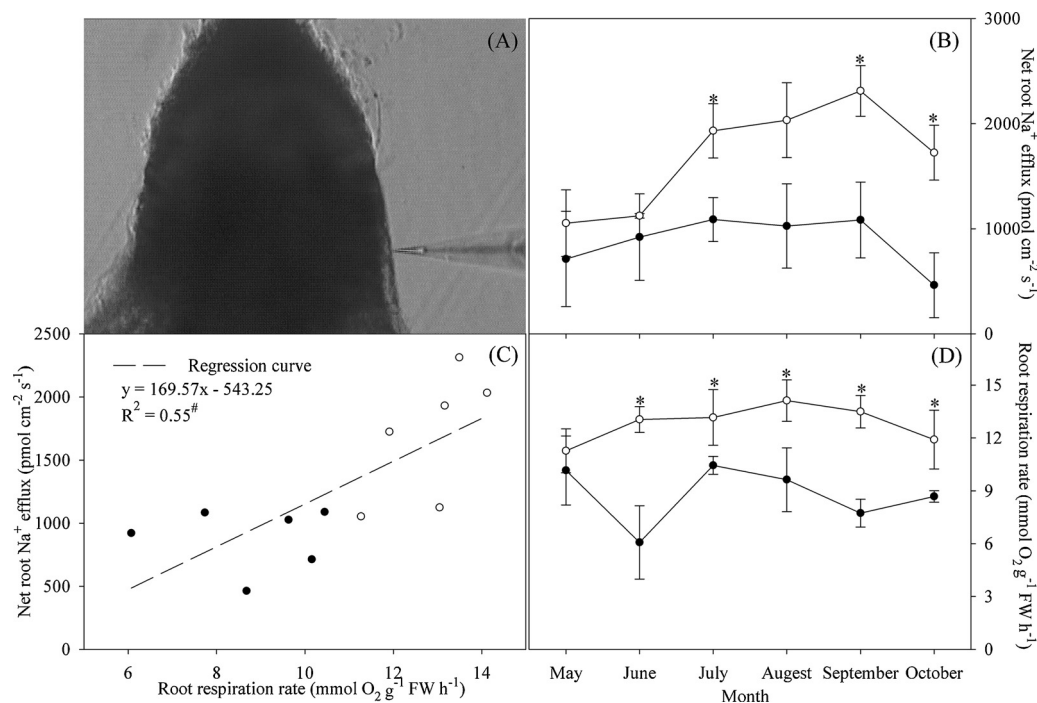 (A)
(B)
3000
2000
1000
0
Net root Na⁺ efflux (pmol cm⁻² s⁻¹)
*
*
*
(C)
2500
2000
1500
1000
500
0
Net root Na⁺ efflux (pmol cm⁻² s⁻¹)
Regression curve
y = 169.57x - 543.25
R² = 0.55#
6 8 10 12 14
Root respiration rate (mmol O₂ g⁻¹ FW h⁻¹)
(D)
15
12
9
6
3
0
Root respiration rate (mmol O₂ g⁻¹ FW h⁻¹)
*
*
*
*
*
May June July Augest September October
Month